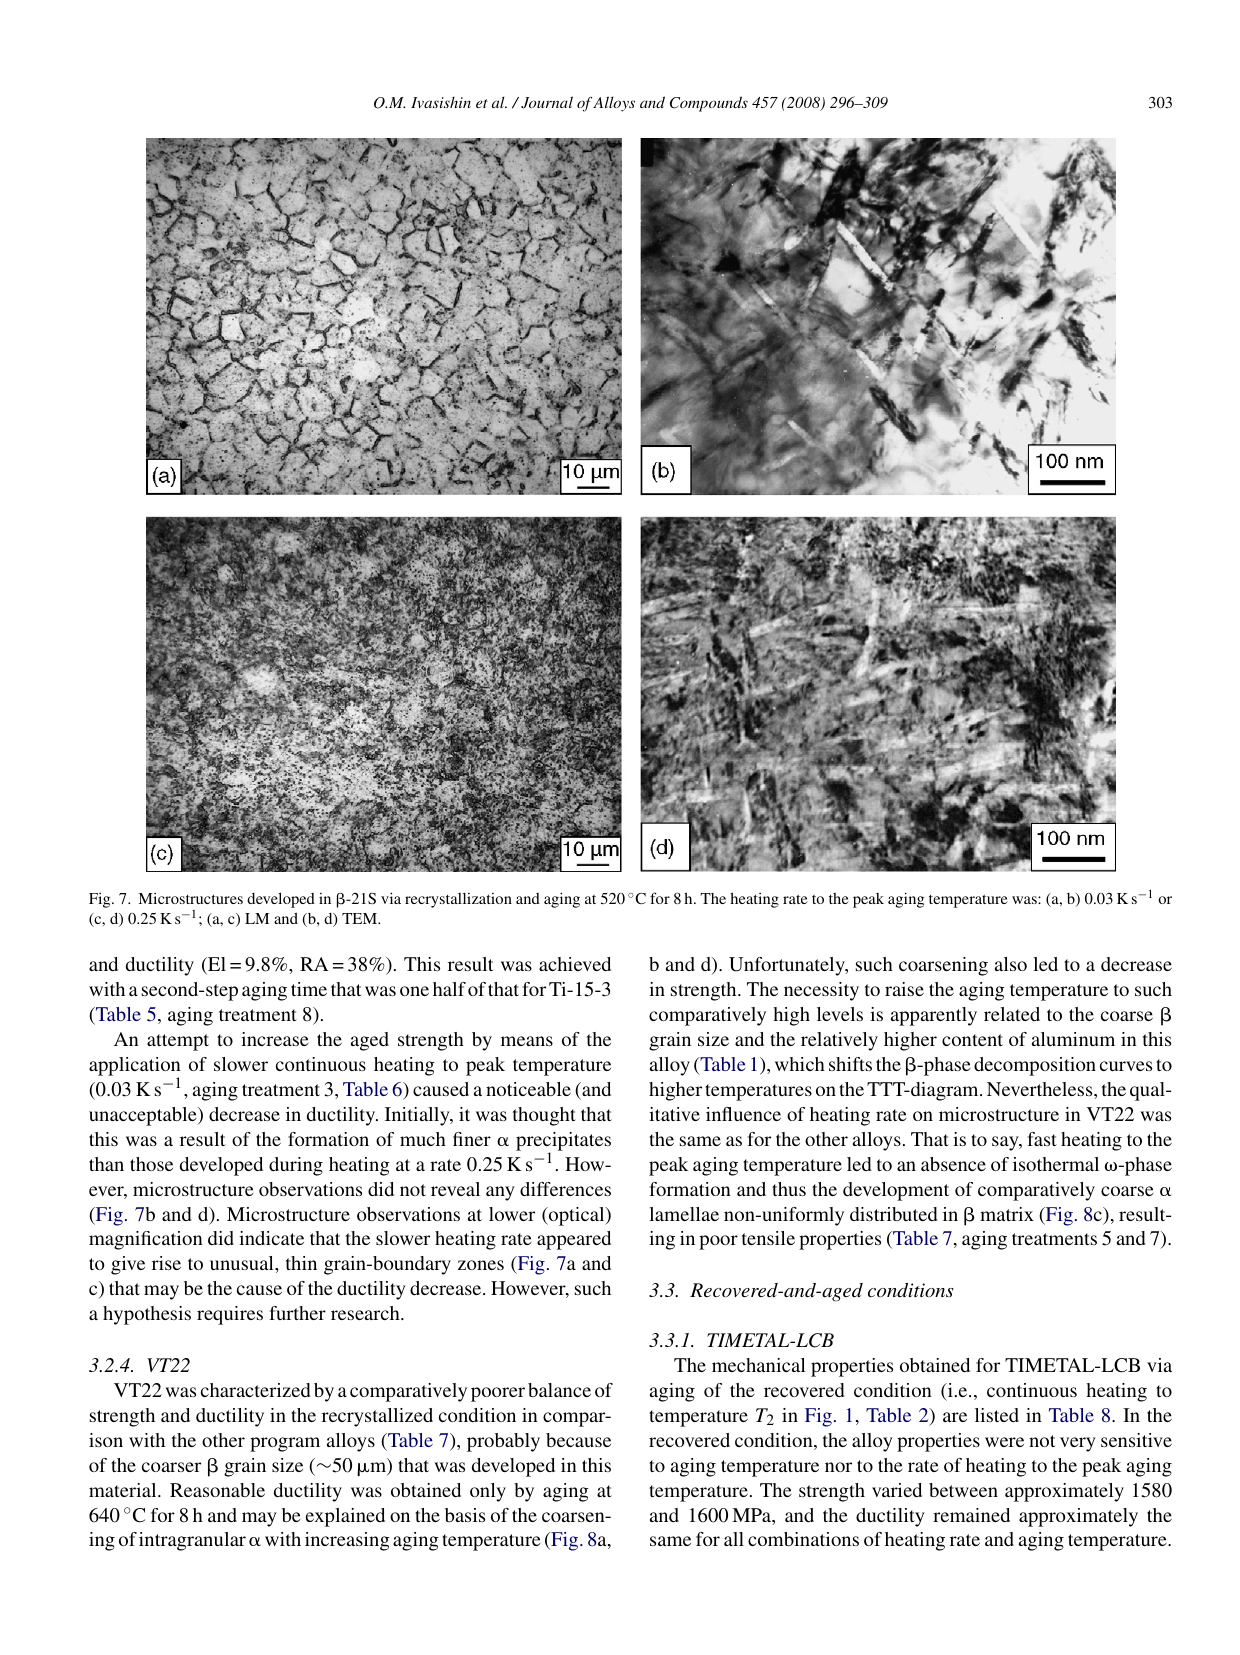 O.M. Ivasishin et al. / Journal of Alloys and Compounds 457 (2008) 296–309
303
(a)
10 μm
(b)
100 nm
(c)
10 μm
(d)
100 nm
Fig. 7. Microstructures developed in β-21S via recrystallization and aging at 520 °C for 8 h. The heating rate to the peak aging temperature was: (a, b) 0.03 K s⁻¹ or
(c, d) 0.25 K s⁻¹; (a, c) LM and (b, d) TEM.
and ductility (El = 9.8%, RA = 38%). This result was achieved
with a second-step aging time that was one half of that for Ti-15-3
(Table 5, aging treatment 8).
An attempt to increase the aged strength by means of the
application of slower continuous heating to peak temperature
(0.03 K s⁻¹, aging treatment 3, Table 6) caused a noticeable (and
unacceptable) decrease in ductility. Initially, it was thought that
this was a result of the formation of much finer α precipitates
than those developed during heating at a rate 0.25 K s⁻¹. How-
ever, microstructure observations did not reveal any differences
(Fig. 7b and d). Microstructure observations at lower (optical)
magnification did indicate that the slower heating rate appeared
to give rise to unusual, thin grain-boundary zones (Fig. 7a and
c) that may be the cause of the ductility decrease. However, such
a hypothesis requires further research.
3.2.4. VT22
VT22 was characterized by a comparatively poorer balance of
strength and ductility in the recrystallized condition in compar-
ison with the other program alloys (Table 7), probably because
of the coarser β grain size (∼50 μm) that was developed in this
material. Reasonable ductility was obtained only by aging at
640 °C for 8 h and may be explained on the basis of the coarsen-
ing of intragranular α with increasing aging temperature (Fig. 8a,
b and d). Unfortunately, such coarsening also led to a decrease
in strength. The necessity to raise the aging temperature to such
comparatively high levels is apparently related to the coarse β
grain size and the relatively higher content of aluminum in this
alloy (Table 1), which shifts the β-phase decomposition curves to
higher temperatures on the TTT-diagram. Nevertheless, the qual-
itative influence of heating rate on microstructure in VT22 was
the same as for the other alloys. That is to say, fast heating to the
peak aging temperature led to an absence of isothermal ω-phase
formation and thus the development of comparatively coarse α
lamellae non-uniformly distributed in β matrix (Fig. 8c), result-
ing in poor tensile properties (Table 7, aging treatments 5 and 7).
3.3. Recovered-and-aged conditions
3.3.1. TIMETAL-LCB
The mechanical properties obtained for TIMETAL-LCB via
aging of the recovered condition (i.e., continuous heating to
temperature T₂ in Fig. 1, Table 2) are listed in Table 8. In the
recovered condition, the alloy properties were not very sensitive
to aging temperature nor to the rate of heating to the peak aging
temperature. The strength varied between approximately 1580
and 1600 MPa, and the ductility remained approximately the
same for all combinations of heating rate and aging temperature.